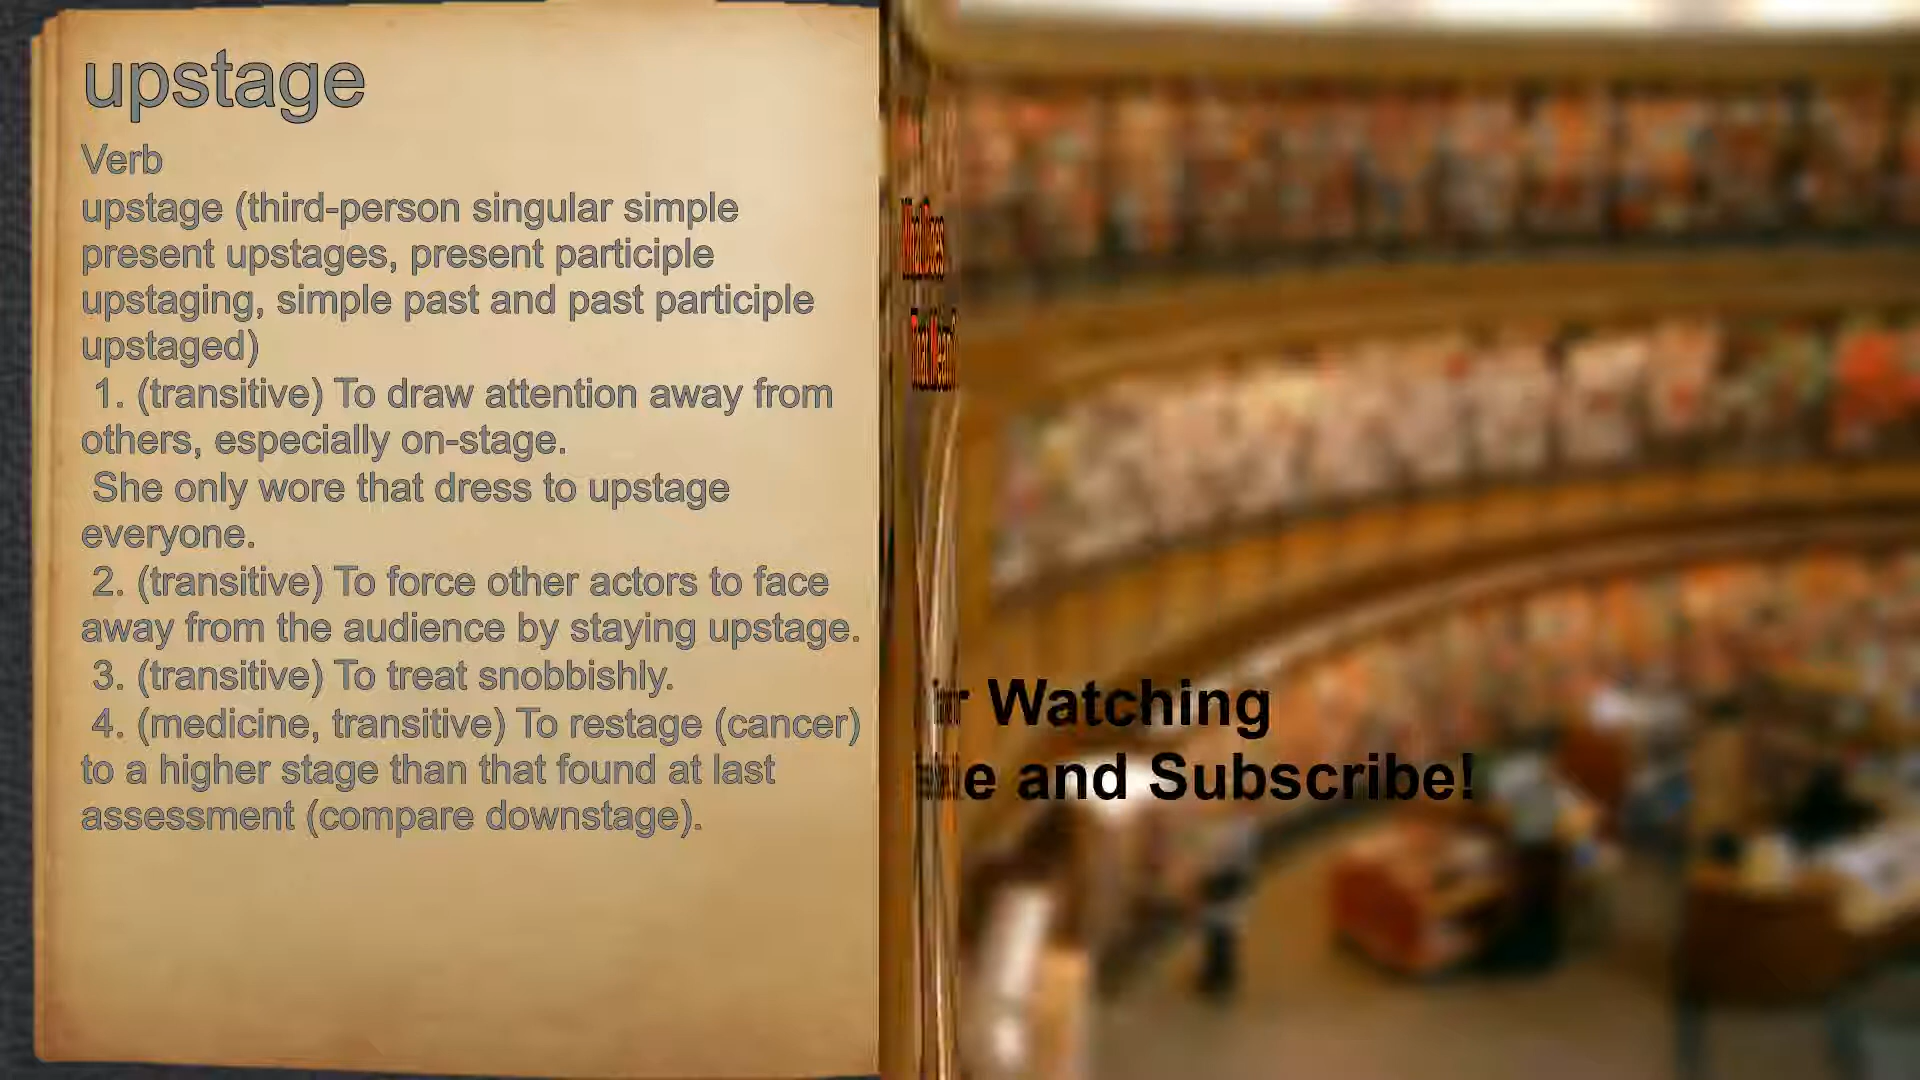 upstage
Verb
upstage (third-person singular simple
present upstages, present participle
upstaging, simple past and past participle
upstaged)
1. (transitive) To draw attention away from
others, especially on-stage.
She only wore that dress to upstage
everyone.
2. (transitive) To force other actors to face
away from the audience by staying upstage.
3. (transitive) To treat snobbishly.
4. (medicine, transitive) To restage (cancer)
to a higher stage than that found at last
assessment (compare downstage).
What Does
That Mean?
Watching
and Subscribe!